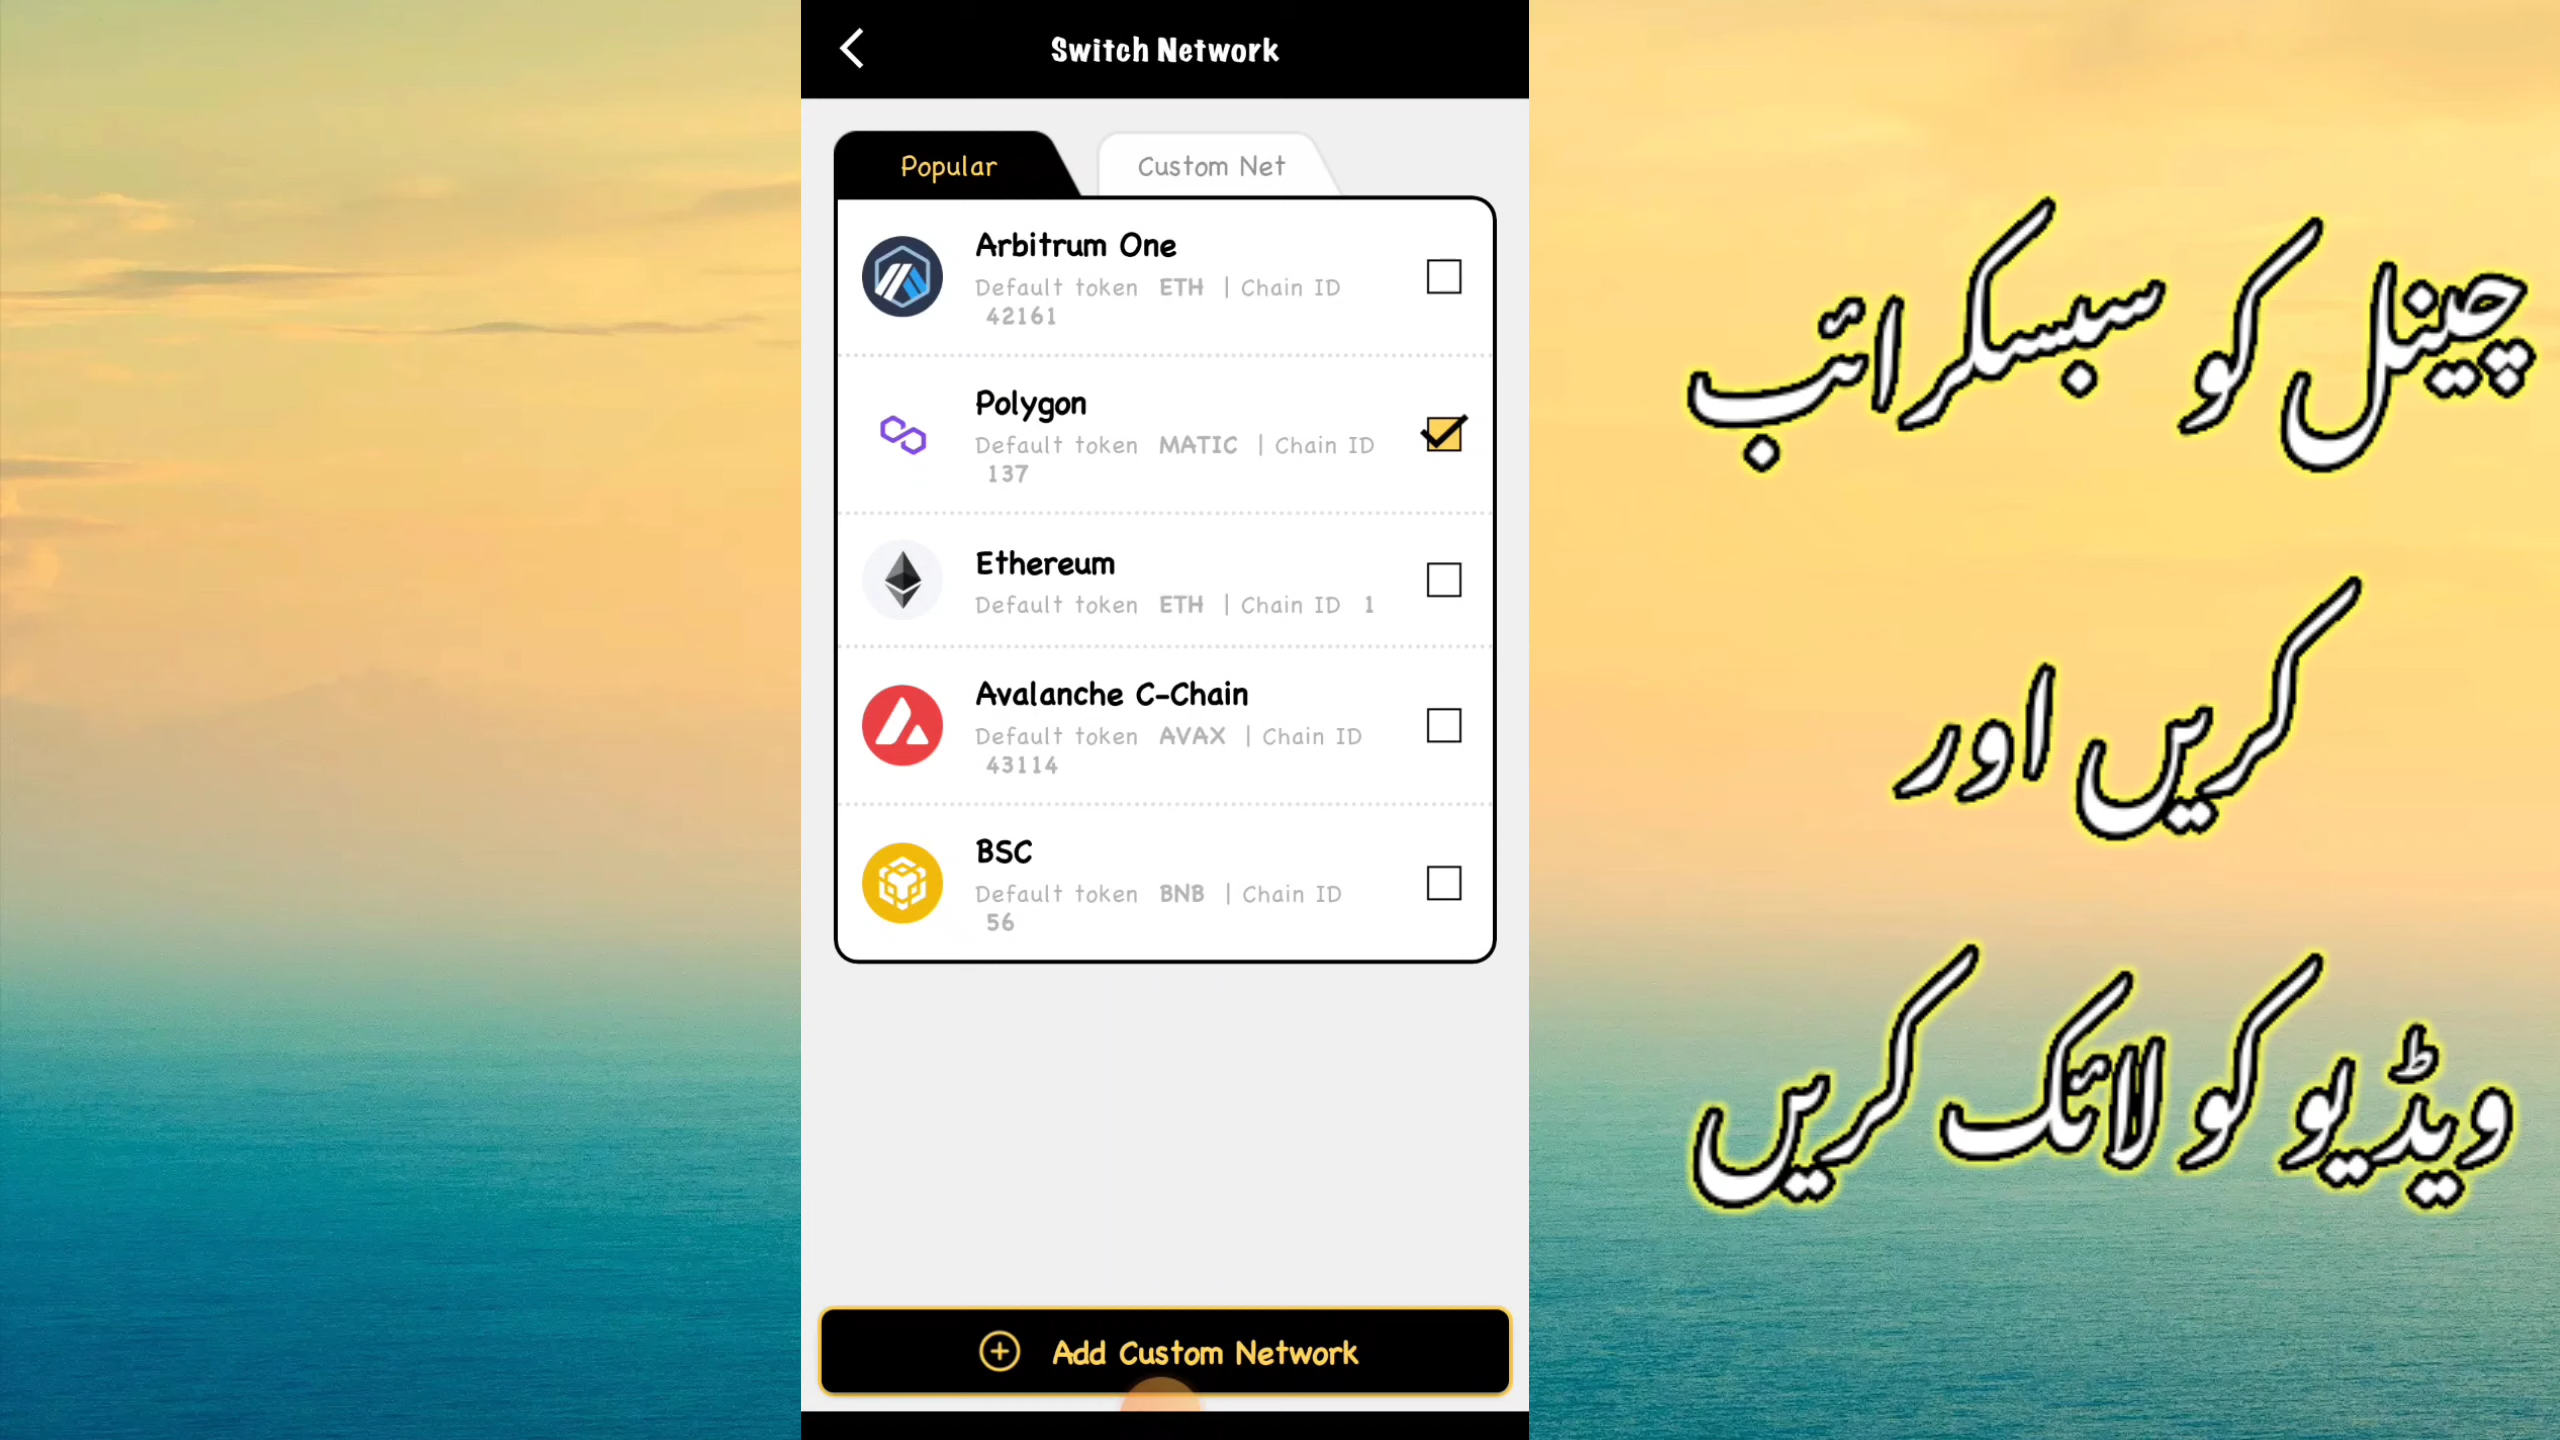 Switch Network
Popular
Custom Net
Arbitrum One
Default token ETH | Chain ID
42161
Polygon
Default token MATIC | Chain ID
137
Ethereum
Default token ETH | Chain ID 1
Avalanche C-Chain
Default token AVAX | Chain ID
43114
BSC
Default token BNB | Chain ID
56
Add Custom Network
چینل کو سبسکرائب
کریں اور
ویڈیو کو لائک کریں